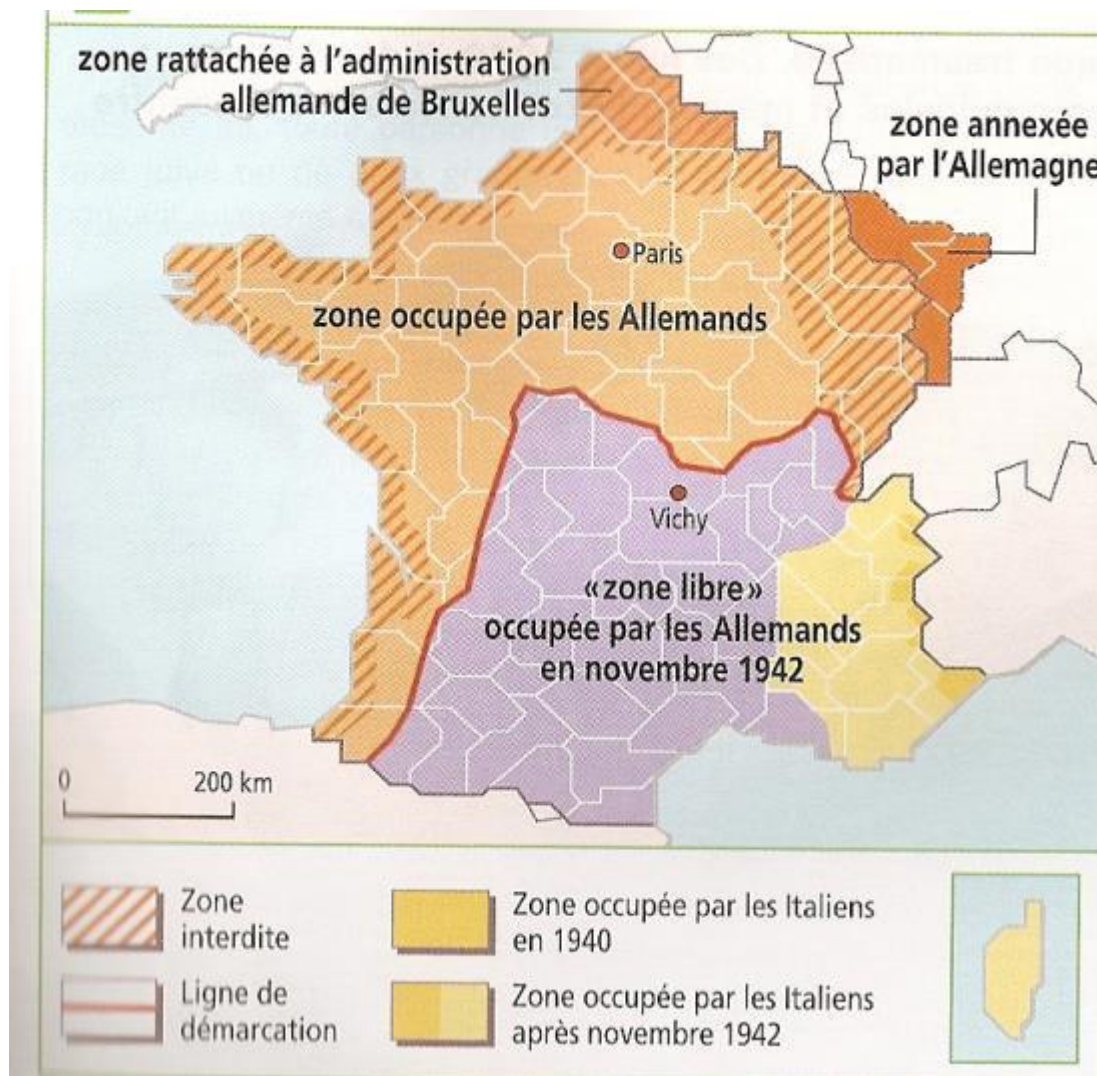 zone rattachée à l'administration
allemande de Bruxelles
zone annexée
par l'Allemagne
Paris
zone occupée par les Allemands
Vichy
«zone libre»
occupée par les Allemands
en novembre 1942
0 200 km
Zone
interdite
Ligne de
démarcation
Zone occupée par les Italiens
en 1940
Zone occupée par les Italiens
après novembre 1942